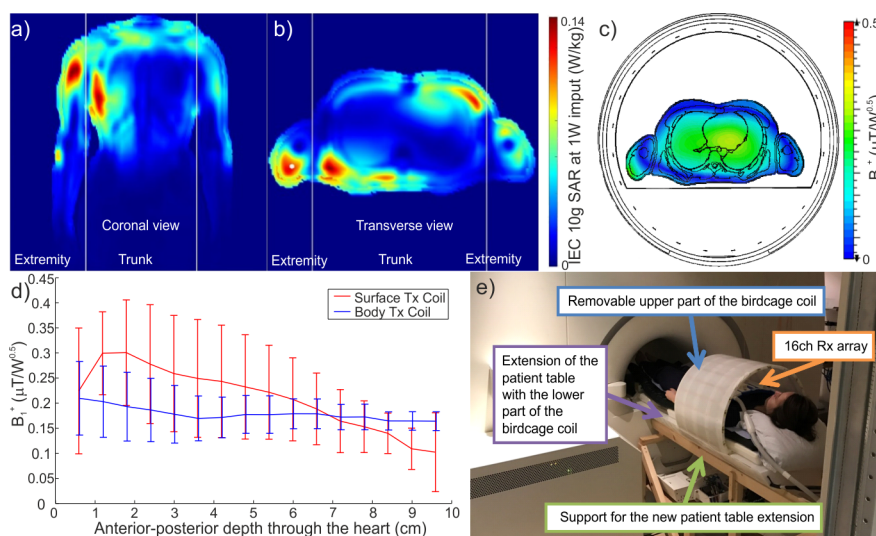 a)
b)
c)
Coronal view
Transverse view
Extremity
Trunk
Extremity
Trunk
Extremity
0.14
IEC 10g SAR at 1W imput (W/kg)
0
0.5
B1+ (µT/W^0.5)
0
d)
Surface Tx Coil
Body Tx Coil
0.45
0.4
0.35
0.3
0.25
0.2
0.15
0.1
0.05
0
B1+ (µT/W^0.5)
0 1 2 3 4 5 6 7 8 9 10
Anterior-posterior depth through the heart (cm)
e)
Removable upper part of the birdcage coil
16ch Rx array
Extension of the
patient table
with the lower
part of the
birdcage coil
Support for the new patient table extension